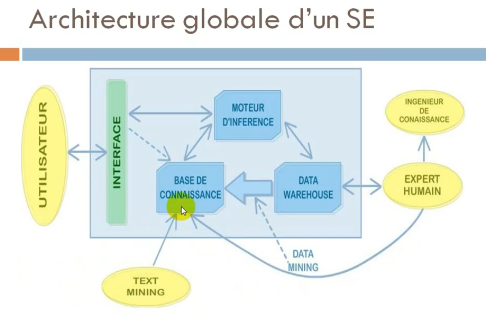 Architecture globale d'un SE
UTILISATEUR
INTERFACE
MOTEUR
D'INFERENCE
BASE DE
CONNAISSANCE
DATA
WAREHOUSE
INGENIEUR
DE
CONAISSANCE
EXPERT
HUMAIN
DATA
MINING
TEXT
MINING